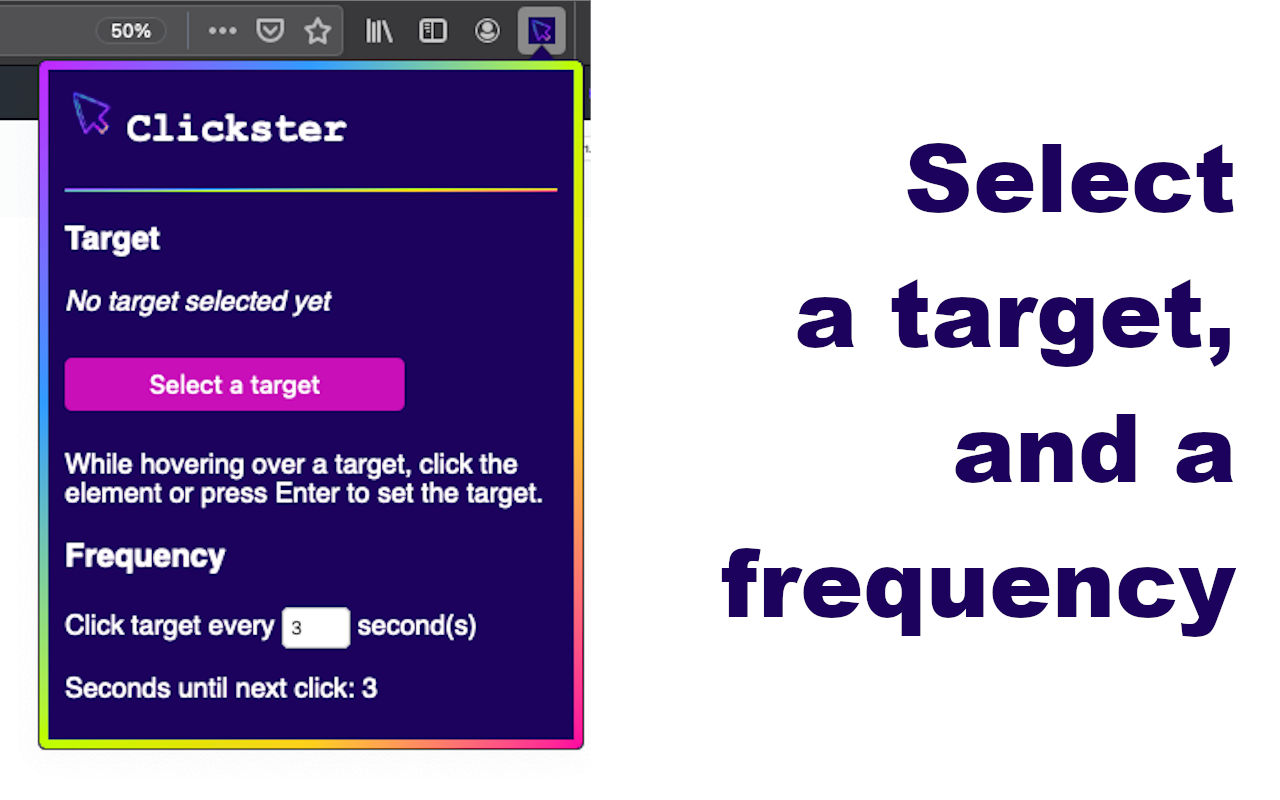 50%
Clickster
Target
No target selected yet
Select a target
While hovering over a target, click the
element or press Enter to set the target.
Frequency
Click target every 3 second(s)
Seconds until next click: 3
Select
a target,
and a
frequency